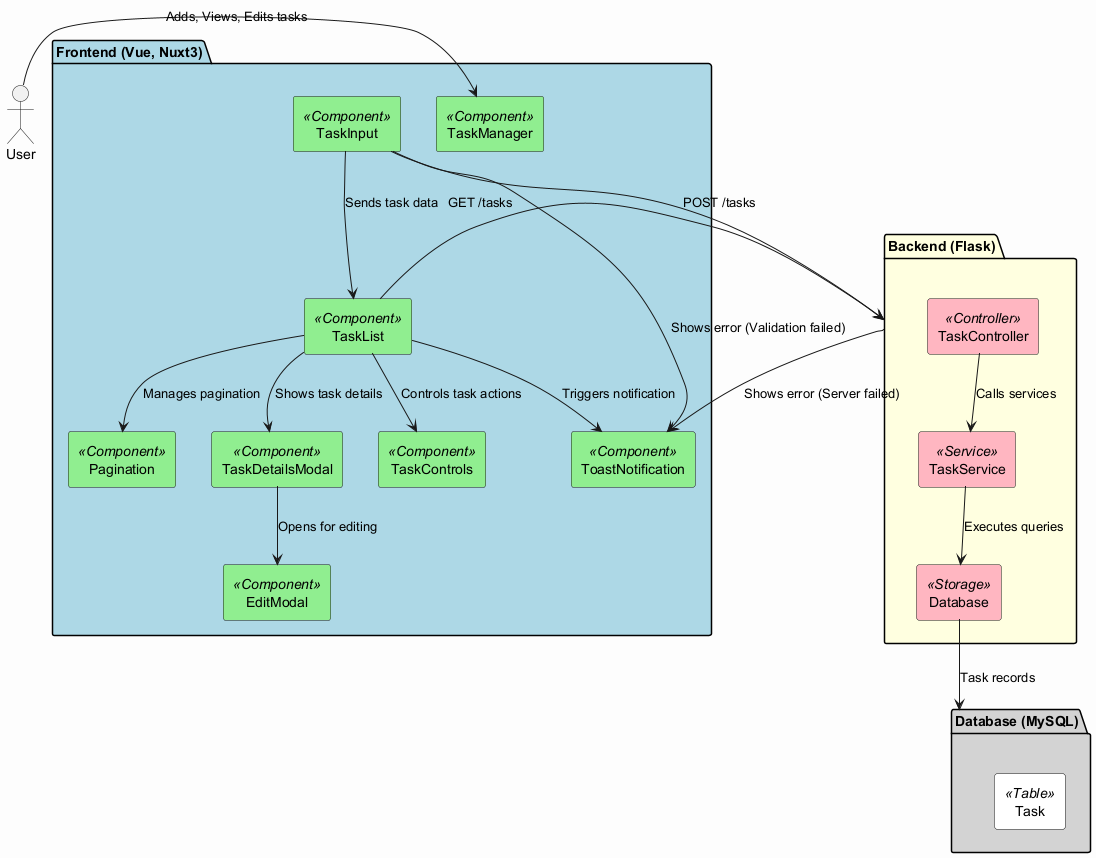 Adds, Views, Edits tasks
Frontend (Vue, Nuxt3)
User
«Component»
TaskInput
«Component»
TaskManager
Sends task data
GET /tasks
POST /tasks
Backend (Flask)
«Component»
TaskList
Shows error (Validation failed)
«Controller»
TaskController
Manages pagination
Shows task details
Controls task actions
Triggers notification
Shows error (Server failed)
Calls services
«Component»
Pagination
«Component»
TaskDetailsModal
«Component»
TaskControls
«Component»
ToastNotification
«Service»
TaskService
Opens for editing
Executes queries
«Component»
EditModal
«Storage»
Database
Task records
Database (MySQL)
«Table»
Task